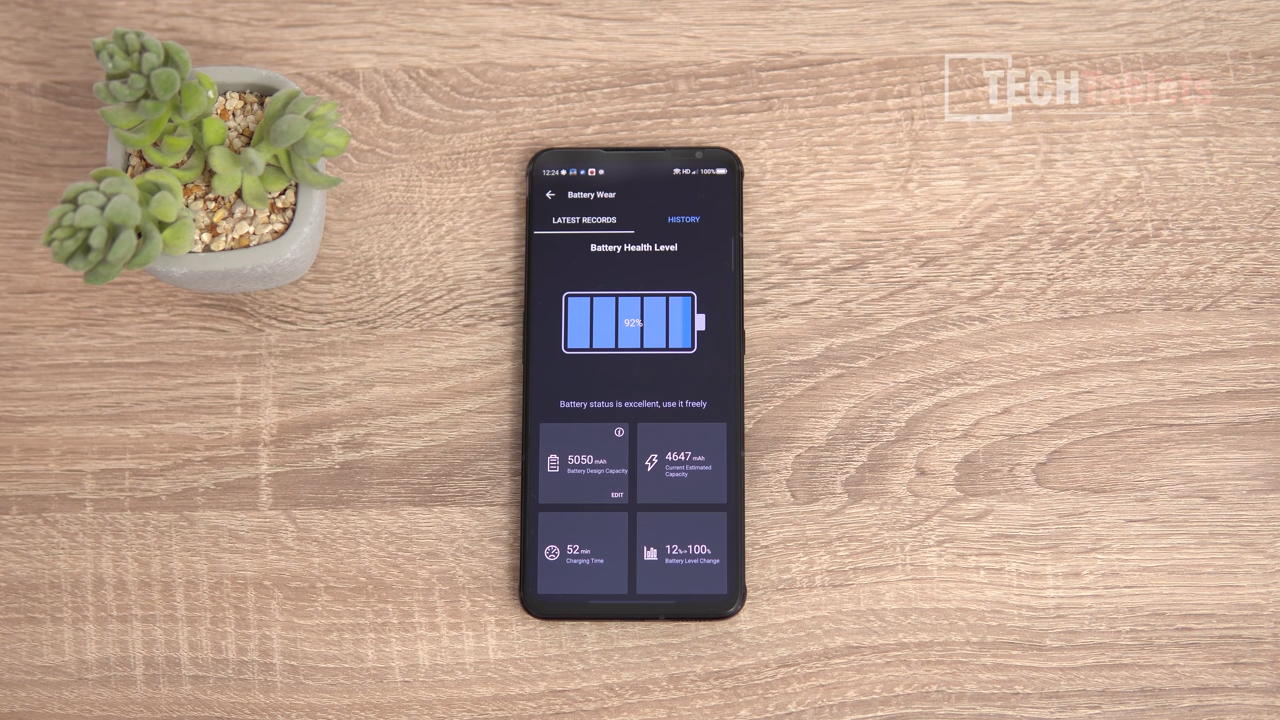 TECHTablets
12:24 HD 100%
Battery Wear
LATEST RECORDS HISTORY
Battery Health Level
92%
Battery status is excellent, use it freely
5050 mAh
Battery Design Capacity
EDIT
4647 mAh
Current Estimated
Capacity
52 min
Charging Time
12%->100%
Battery Level Change